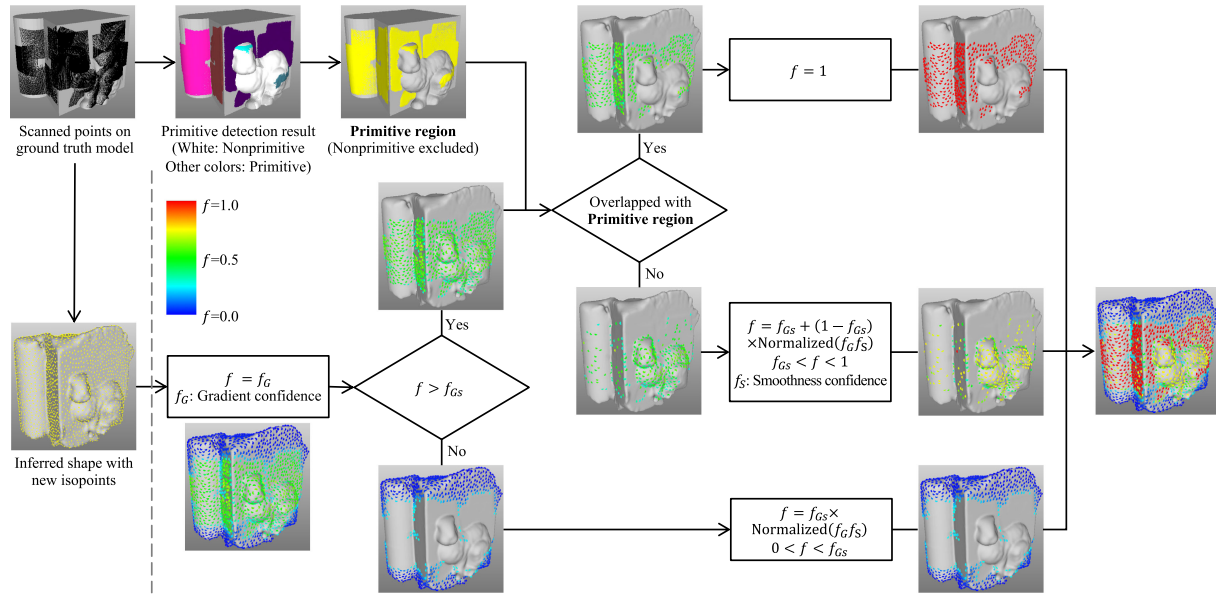 Scanned points on
ground truth model
Primitive detection result
(White: Nonprimitive
Other colors: Primitive)
Primitive region
(Nonprimitive excluded)
f=1.0
f=0.5
f=0.0
Inferred shape with
new isopoints
f = f_G
f_G: Gradient confidence
f > f_Gs
Yes
No
Overlapped with
Primitive region
Yes
No
f = 1
f = f_Gs + (1 − f_Gs)
×Normalized(f_G f_S)
f_Gs < f < 1
f_S: Smoothness confidence
f = f_Gs×
Normalized(f_G f_S)
0 < f < f_Gs